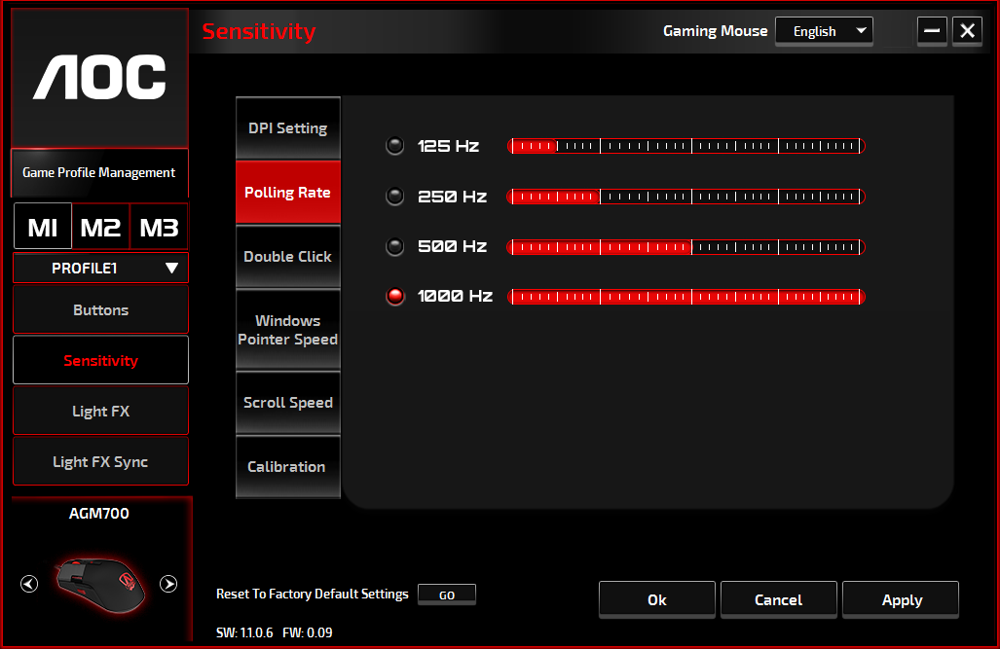 AOC
Sensitivity
Gaming Mouse
English
Game Profile Management
M1 M2 M3
PROFILE1
Buttons
Sensitivity
Light FX
Light FX Sync
AGM700
DPI Setting
Polling Rate
Double Click
Windows
Pointer Speed
Scroll Speed
Calibration
125 Hz
250 Hz
500 Hz
1000 Hz
Reset To Factory Default Settings
GO
SW: 1.1.0.6 FW: 0.09
Ok
Cancel
Apply